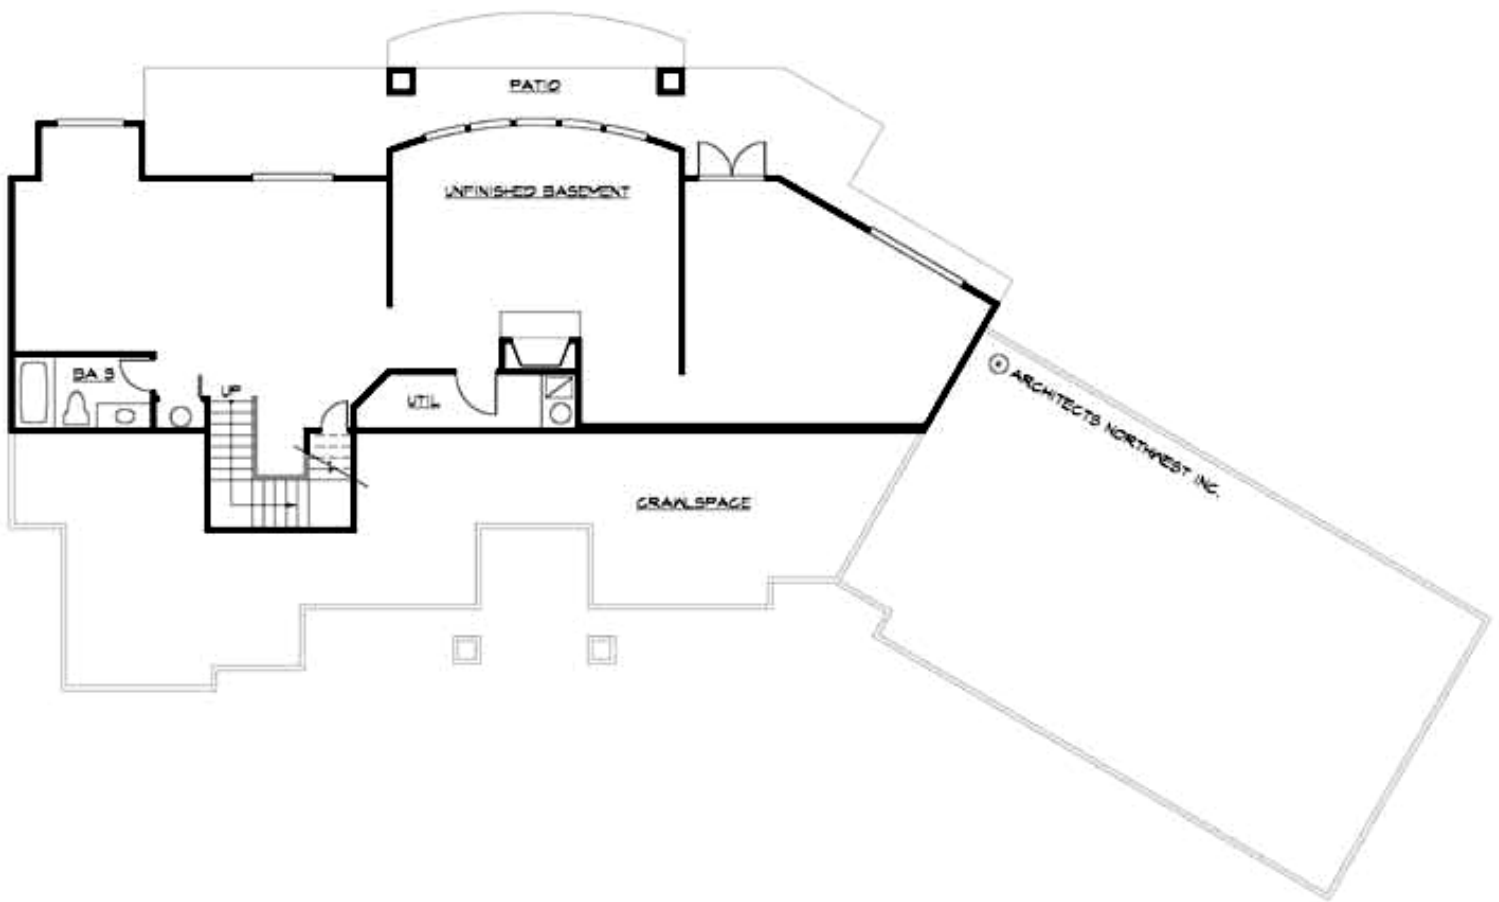 PATIO
UNFINISHED BASEMENT
BA 3
UP
UTIL
© ARCHITECTS NORTHWEST INC.
CRAWLSPACE